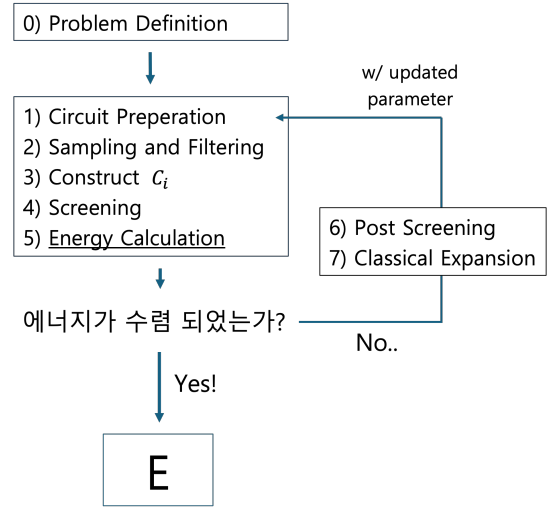 0) Problem Definition
w/ updated
parameter
1) Circuit Preperation
2) Sampling and Filtering
3) Construct C_i
4) Screening
5) Energy Calculation
6) Post Screening
7) Classical Expansion
에너지가 수렴 되었는가?
No..
Yes!
E